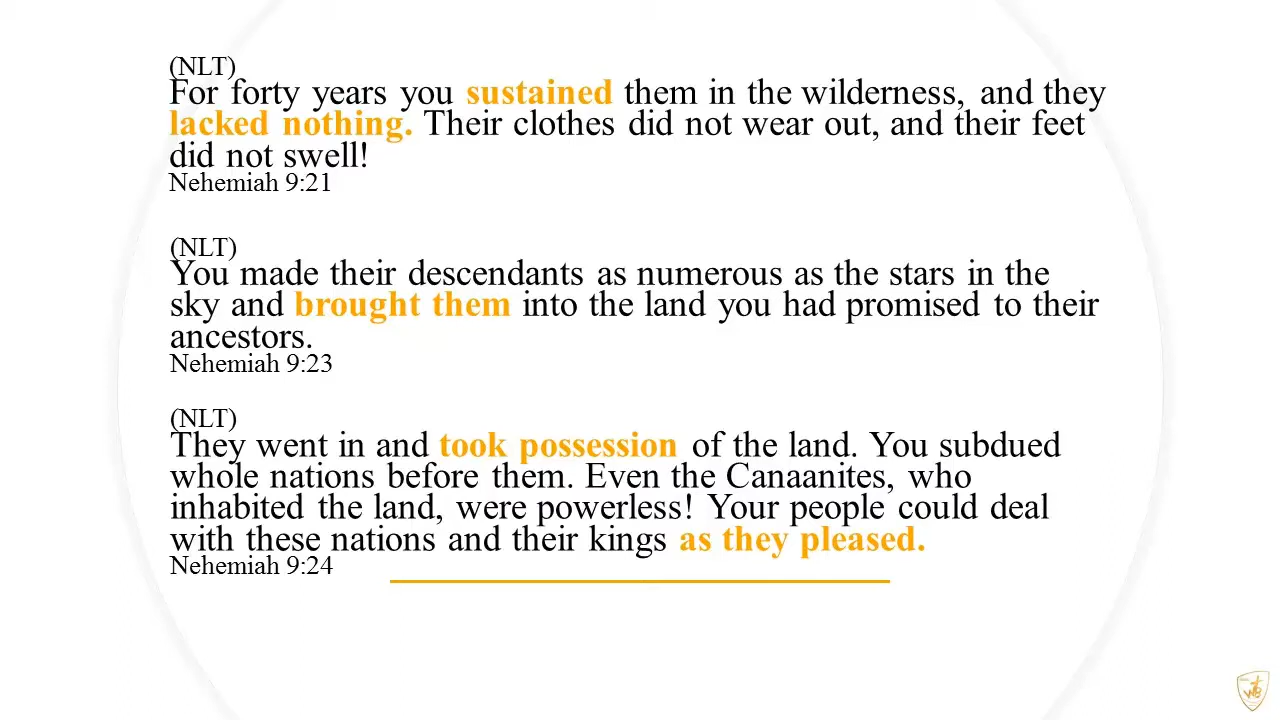 (NLT)
For forty years you sustained them in the wilderness, and they
lacked nothing. Their clothes did not wear out, and their feet
did not swell!
Nehemiah 9:21
(NLT)
You made their descendants as numerous as the stars in the
sky and brought them into the land you had promised to their
ancestors.
Nehemiah 9:23
(NLT)
They went in and took possession of the land. You subdued
whole nations before them. Even the Canaanites, who
inhabited the land, were powerless! Your people could deal
with these nations and their kings as they pleased.
Nehemiah 9:24